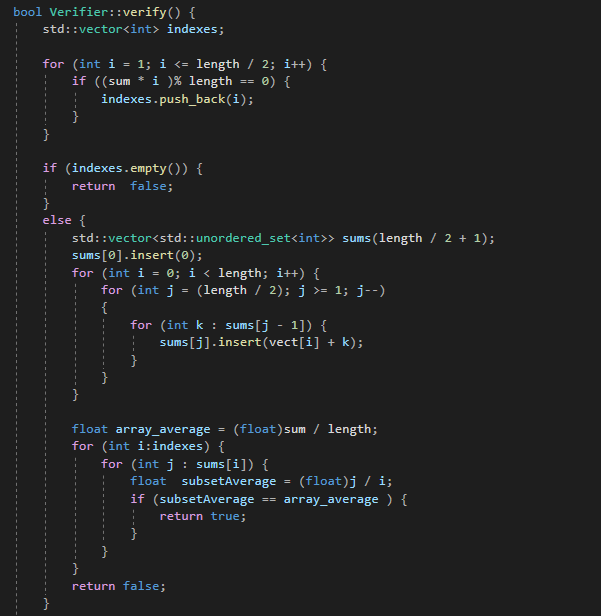 bool Verifier::verify() {
    std::vector<int> indexes;

    for (int i = 1; i <= length / 2; i++) {
        if ((sum * i )% length == 0) {
            indexes.push_back(i);
        }
    }

    if (indexes.empty()) {
        return  false;
    }
    else {
        std::vector<std::unordered_set<int>> sums(length / 2 + 1);
        sums[0].insert(0);
        for (int i = 0; i < length; i++) {
            for (int j = (length / 2); j >= 1; j--)
            {
                for (int k : sums[j - 1]) {
                    sums[j].insert(vect[i] + k);
                }
            }
        }

        float array_average = (float)sum / length;
        for (int i:indexes) {
            for (int j : sums[i]) {
                float  subsetAverage = (float)j / i;
                if (subsetAverage == array_average ) {
                    return true;
                }
            }
        }
        return false;
    }